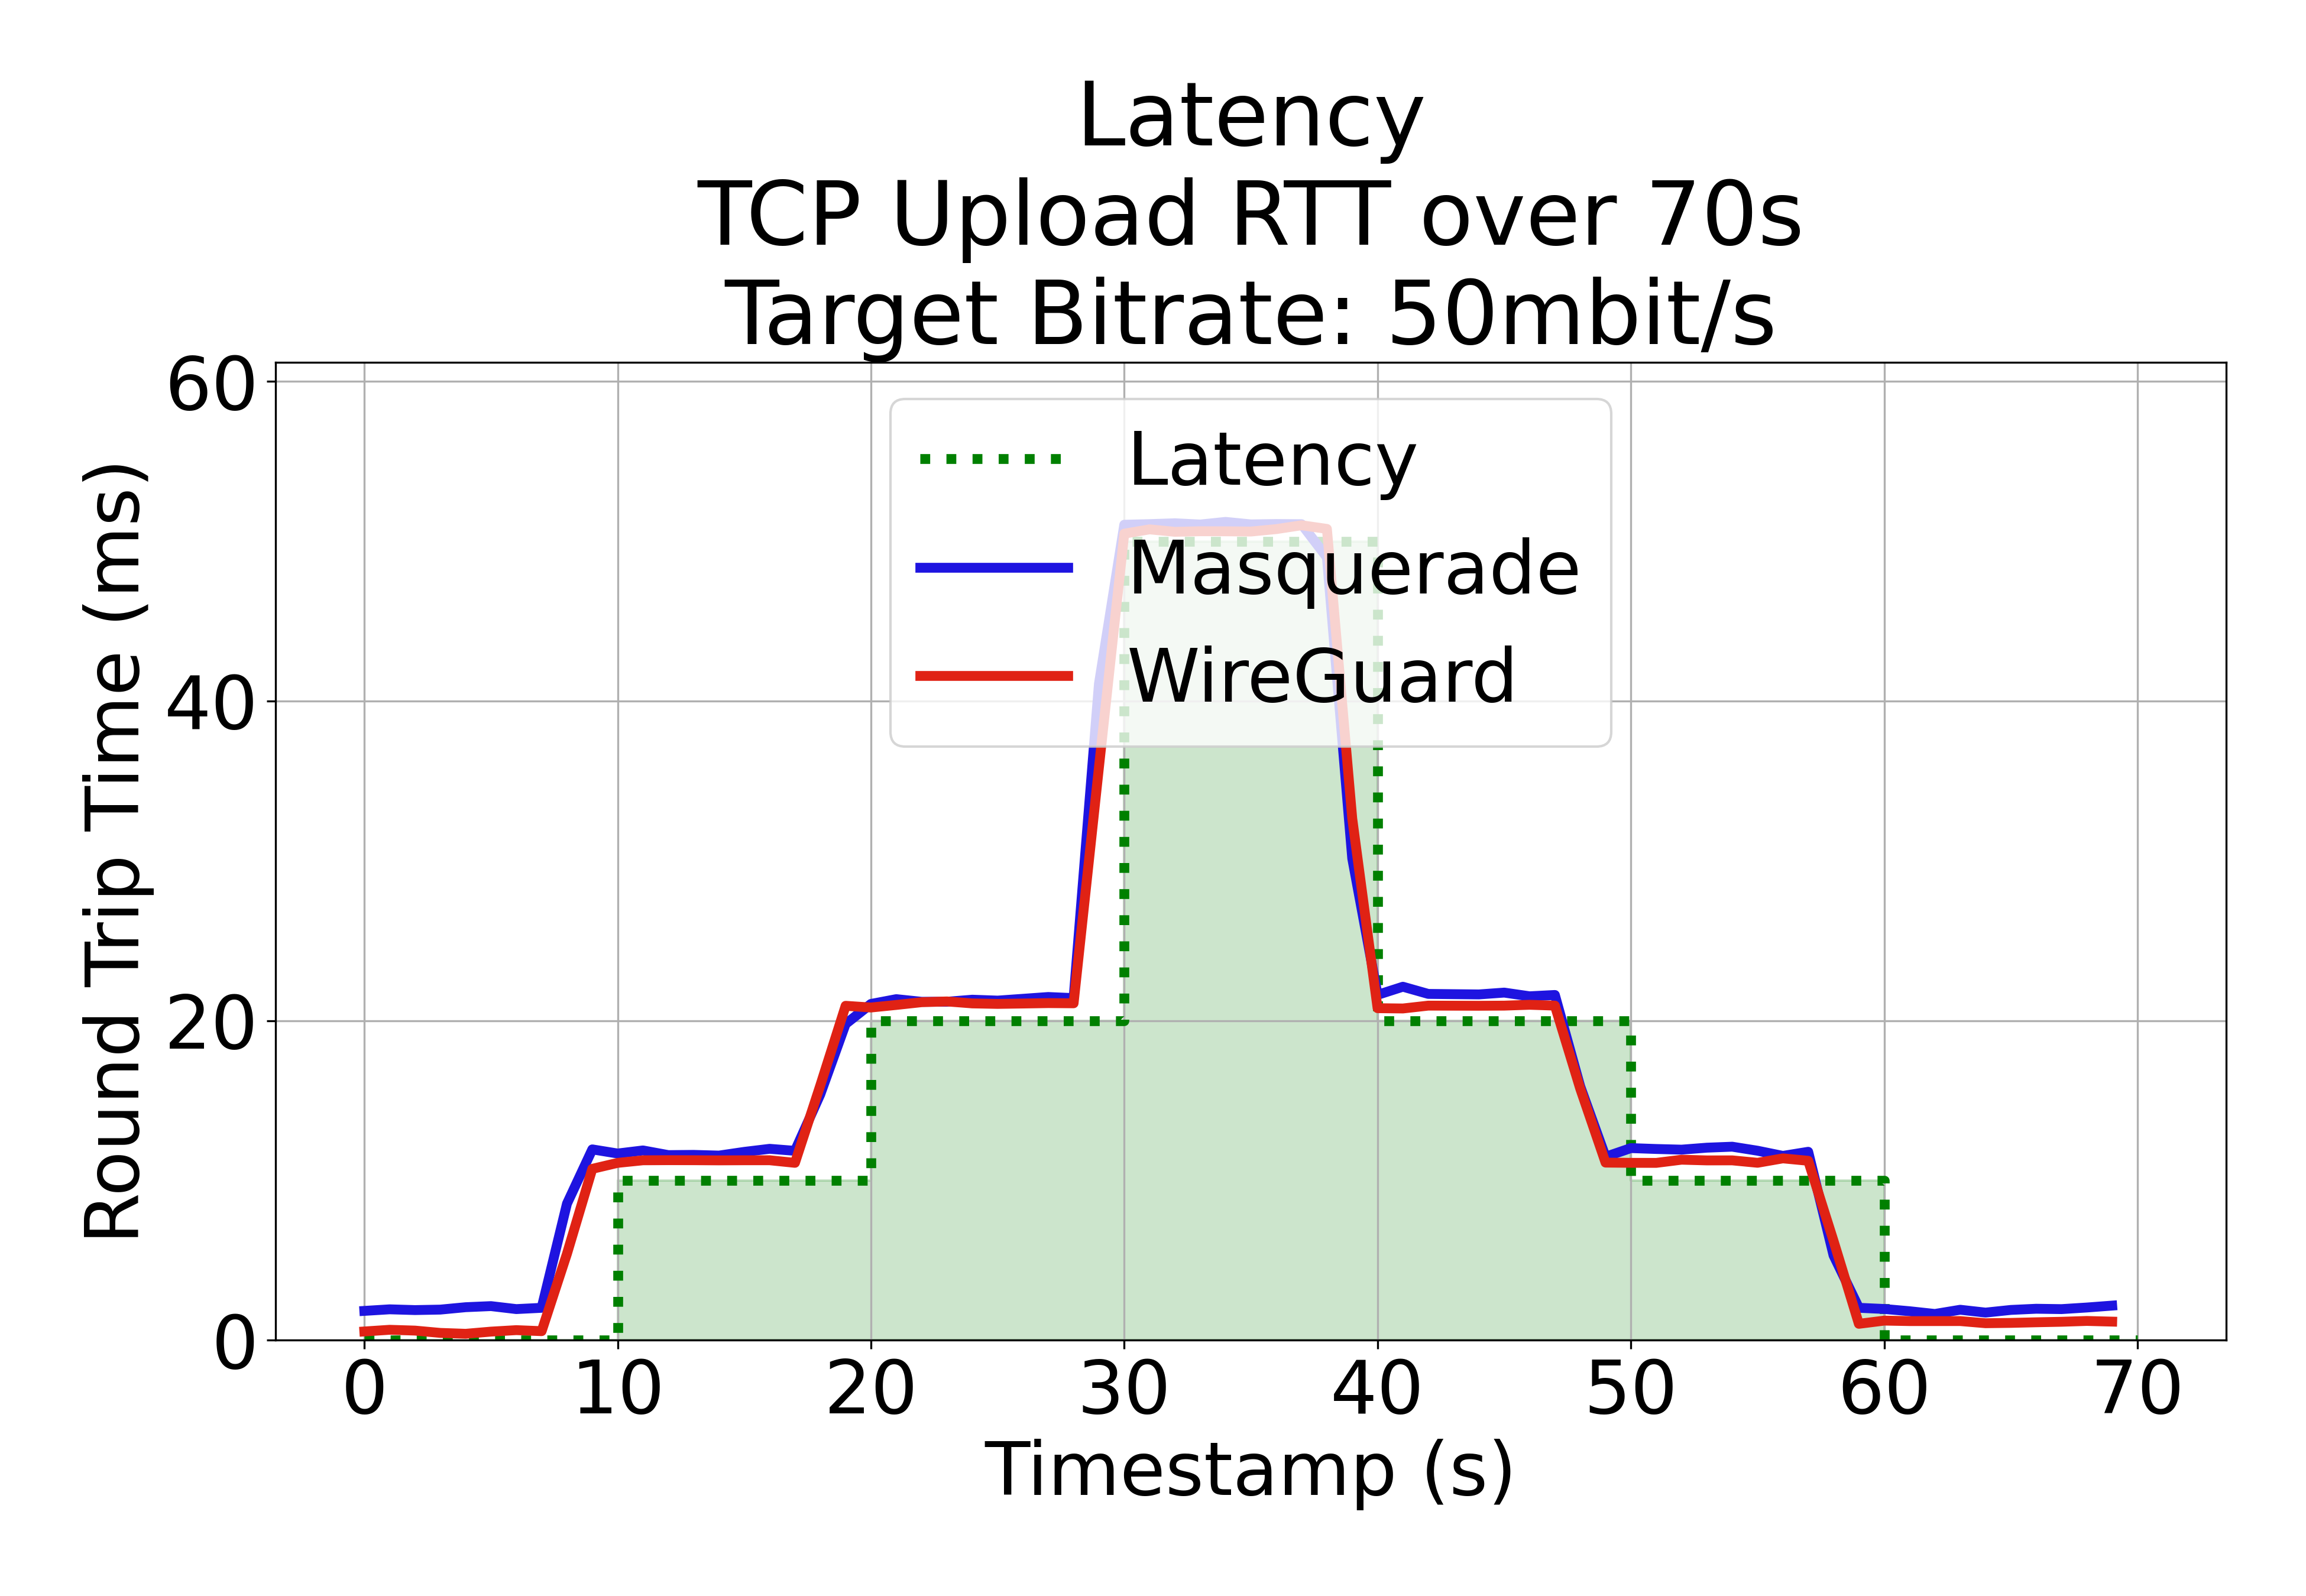 Latency
TCP Upload RTT over 70s
Target Bitrate: 50mbit/s
60
40
20
0
Round Trip Time (ms)
Latency
Masquerade
WireGuard
0 10 20 30 40 50 60 70
Timestamp (s)